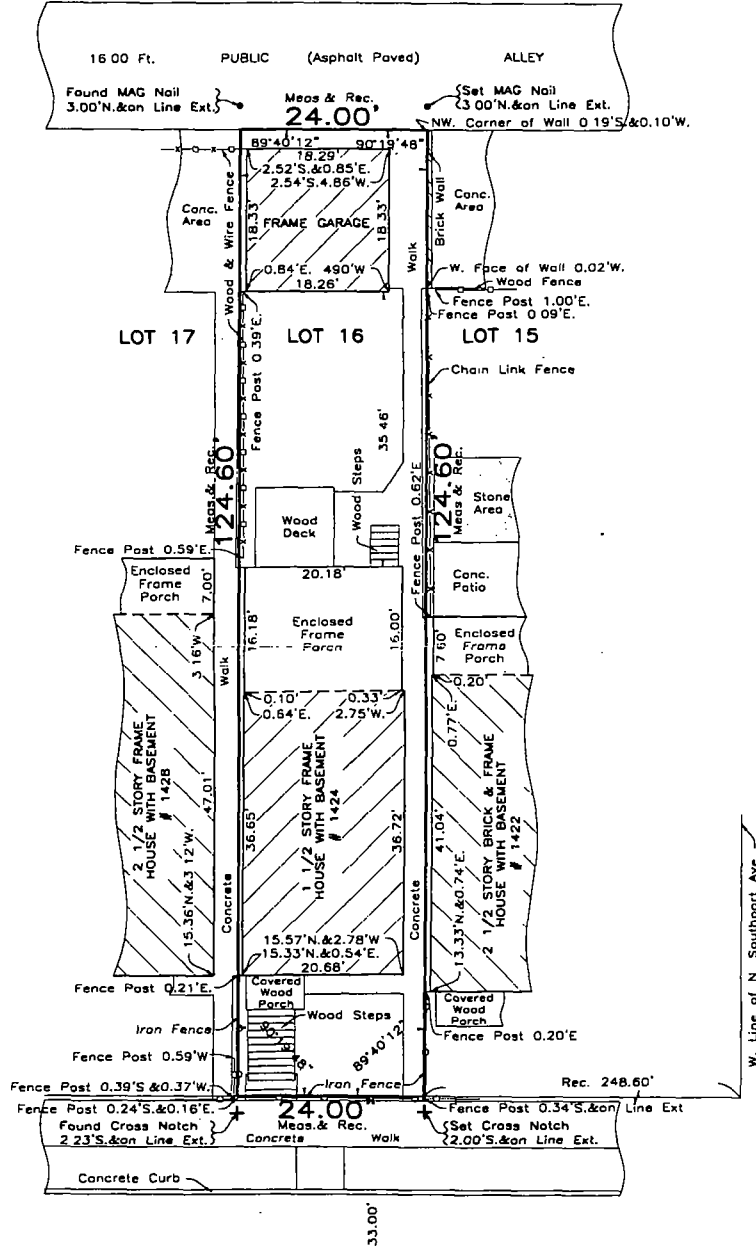 16 00 Ft. PUBLIC (Asphalt Paved) ALLEY
Found MAG Nail
3.00'N.&on Line Ext.
Meas & Rec.
24.00'
Set MAG Nail
3 00'N.&on Line Ext.
NW. Corner of Wall 0 19'S.&0.10'W.
89°40'12"
90°19'48"
18.29'
2.52'S.&0.85'E.
2.54'S.4.86'W.
Conc.
Area
Wood & Wire Fence
18.33'
FRAME GARAGE
18.33'
Walk
Brick Wall
Conc.
Area
0.84'E. 490'W
18.26'
W. Face of Wall 0.02'W.
Wood Fence
Fence Post 1.00'E.
Fence Post 0 09'E.
LOT 17
LOT 16
LOT 15
Fence Post 0.39'E.
Chain Link Fence
35 46'
124.60'
Meas.& Rec.
Wood
Deck
Wood Steps
Fence Post 0.62'E
124.60'
Meas & Rec.
Stone
Area
Fence Post 0.59'E.
Enclosed
Frame
Porch
7.00'
20.18'
Conc.
Patio
3 16'W.
Walk
16.18'
Enclosed
Frame
Porch
16.00'
7 60'
Enclosed
Frame
Porch
0.10' 0.33'
0.64'E. 2.75'W.
0.20'
0.77'E.
2 1/2 STORY FRAME
HOUSE WITH BASEMENT
# 1428
47.01'
15.36'N.&3 12'W.
Concrete
36.65'
1 1/2 STORY FRAME
HOUSE WITH BASEMENT
# 1424
36.72'
Concrete
41.04'
13.33'N.&0.74'E.
2 1/2 STORY BRICK & FRAME
HOUSE WITH BASEMENT
# 1422
15.57'N.&2.78'W
15.33'N.&0.54'E.
20.68'
Fence Post 0.21'E.
Covered
Wood
Porch
Covered
Wood
Porch
Iron Fence
Wood Steps
Fence Post 0.20'E
Fence Post 0.59'W
90°19'48"
89°40'12"
W. Line of N Southport Ave.
Fence Post 0.39'S &0.37'W.
Iron Fence
Rec. 248.60'
Fence Post 0.24'S.&0.16'E.
24.00'
Meas.& Rec.
Fence Post 0.34'S.&on Line Ext
Found Cross Notch
2 23'S.&on Line Ext.
Concrete Walk
Set Cross Notch
2.00'S.&on Line Ext.
Concrete Curb
33.00'